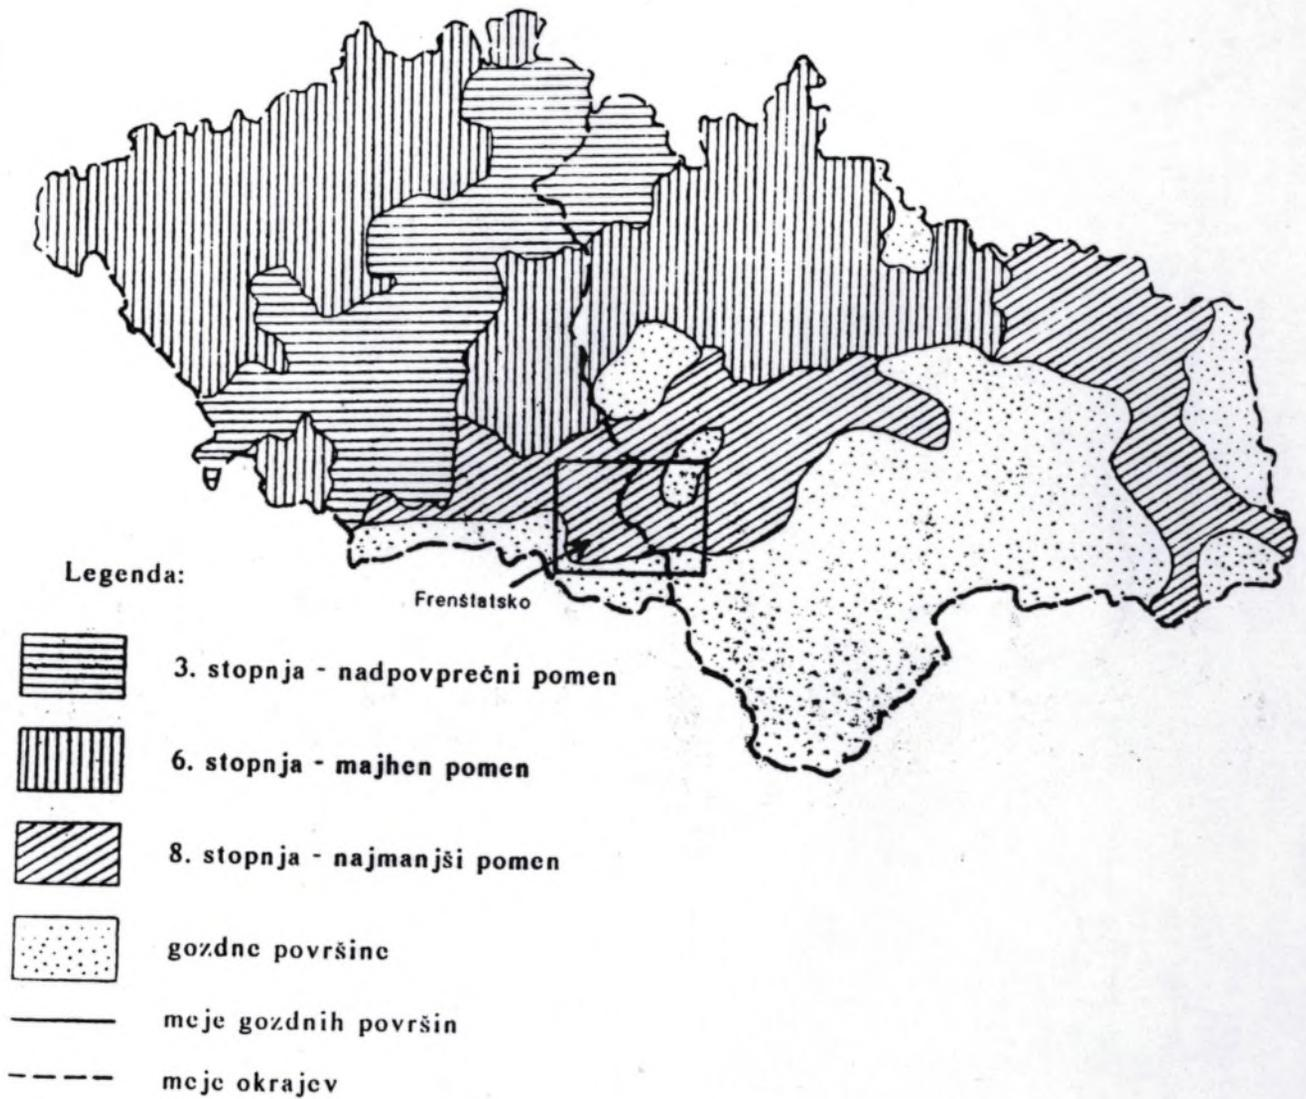 Frenštatsko
Legenda:
3. stopnja - nadpovprečni pomen
6. stopnja - majhen pomen
8. stopnja - najmanjši pomen
gozdne površine
meje gozdnih površin
meje okrajev